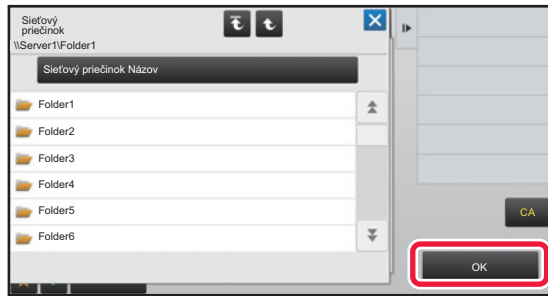 Sieťový
priečinok
\\Server1\Folder1
Sieťový priečinok Názov
Folder1
Folder2
Folder3
Folder4
Folder5
Folder6
CA
OK